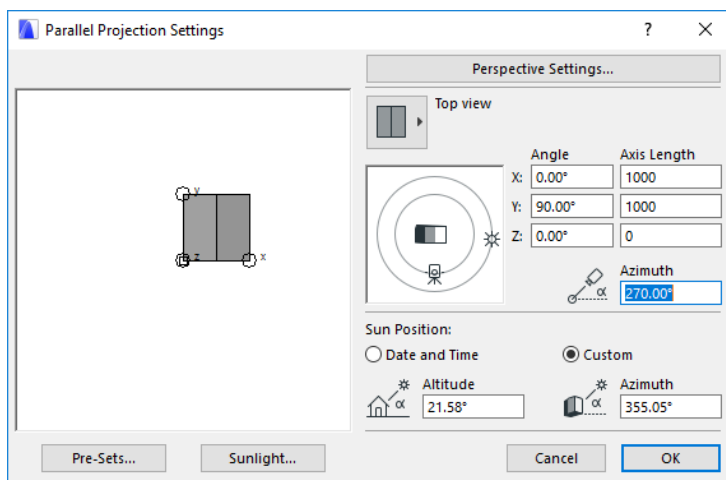 Parallel Projection Settings
?
Perspective Settings...
Top view
y
z
x
Angle Axis Length
X: 0.00° 1000
Y: 90.00° 1000
Z: 0.00° 0
Azimuth
α 270.00°
Sun Position:
Date and Time Custom
Altitude Azimuth
α 21.58° α 355.05°
Pre-Sets... Sunlight... Cancel OK